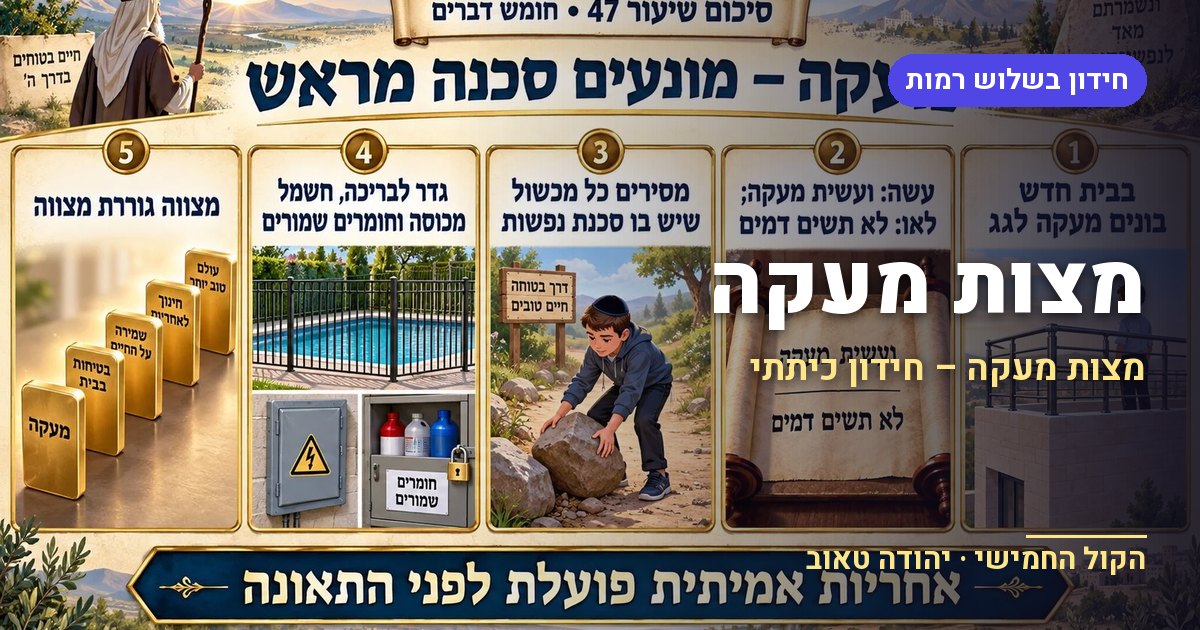 סיכום שיעור 47 • חומש דברים
מעקה – מונעים סכנה מראש
חידון בשלוש רמות
חיים בטוחים
בדרך ה'
ונשמרתם
מאד
1
בבית חדש
בונים מעקה לגג
2
עשה: ועשית מעקה;
לאו: לא תשים דמים
ועשית מעקה
לא תשים דמים
3
מסירים כל מכשול
שיש בו סכנת נפשות
דרך בטוחה
חיים טובים
4
גדר לבריכה, חשמל
מכוסה וחומרים שמורים
חומרים
שמורים
5
מצווה גוררת מצווה
עולם
טוב יותר
חינוך
לאחריות
שמירה
על החיים
בטיחות
בבית
מעקה
מצות מעקה
מצות מעקה – חידון כיתתי
הקול החמישי · יהודה טאוב
אחריות אמיתית פועלת לפני התאונה